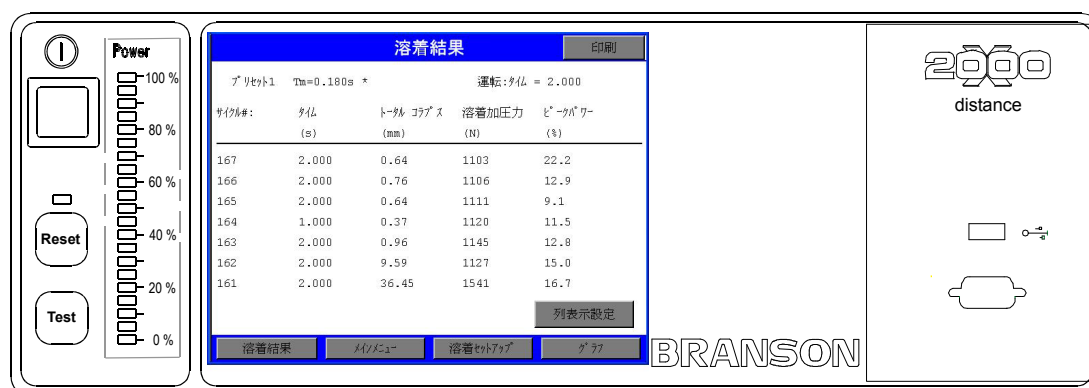 Power
100 %
80 %
60 %
40 %
20 %
0 %
Reset
Test
溶着結果
印刷
プリセット1 Tm=0.180s * 運転:タイム = 2.000
サイクル#: タイム トータル コラプス 溶着加圧力 ピークパワー
(s) (mm) (N) (%)
167 2.000 0.64 1103 22.2
166 2.000 0.76 1106 12.9
165 2.000 0.64 1111 9.1
164 1.000 0.37 1120 11.5
163 2.000 0.96 1145 12.8
162 2.000 9.59 1127 15.0
161 2.000 36.45 1541 16.7
列表示設定
溶着結果 メインメニュー 溶着セットアップ グラフ
BRANSON
2000
X
distance